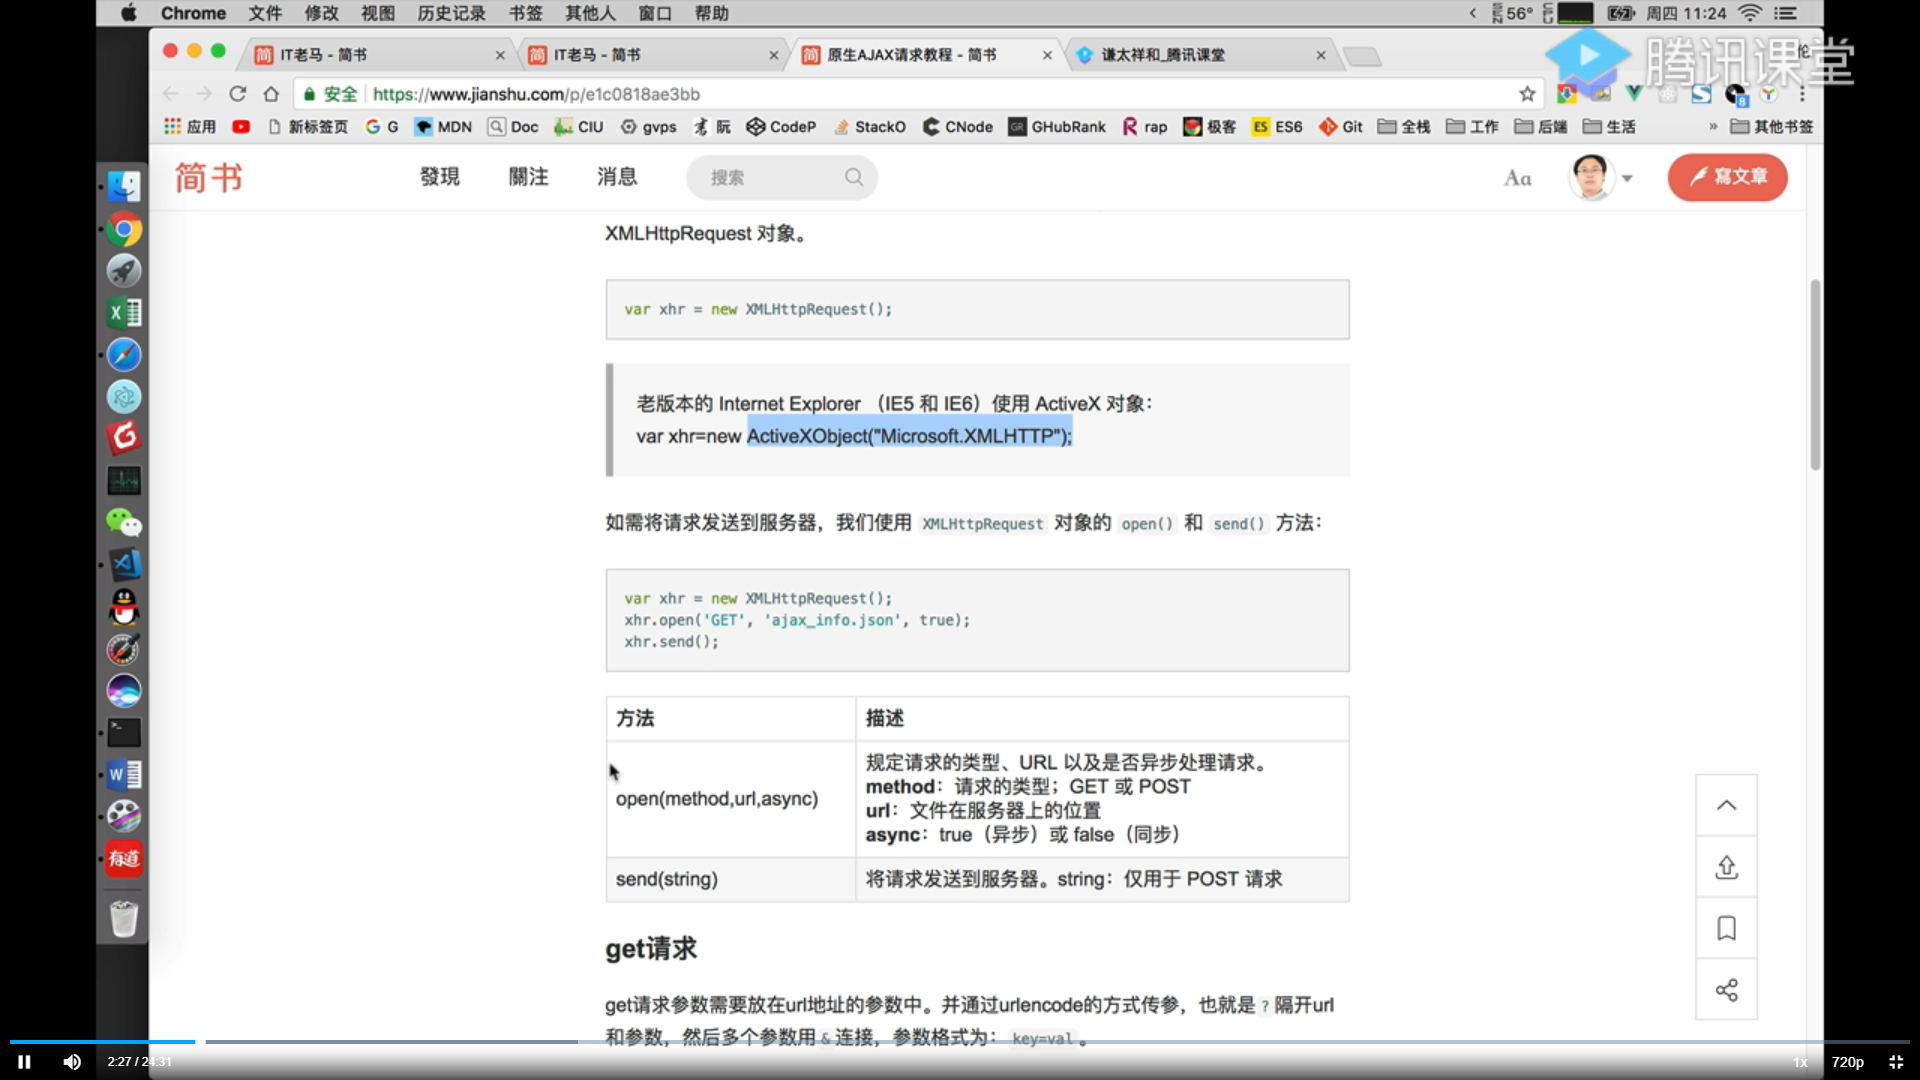 Chrome 文件 修改 视图 历史记录 书签 其他人 窗口 帮助
56° 周四 11:24
IT老马 - 简书
IT老马 - 简书
原生AJAX请求教程 - 简书
谦太祥和_腾讯课堂
腾讯课堂
安全 https://www.jianshu.com/p/e1c0818ae3bb
应用 新标签页 G MDN Doc CIU gvps 阮 CodeP StackO CNode GHubRank rap 极客 ES6 Git 全栈 工作 后端 生活 » 其他书签
简书 發現 關注 消息 搜索 Aa 寫文章
XMLHttpRequest 对象。
var xhr = new XMLHttpRequest();
老版本的 Internet Explorer （IE5 和 IE6）使用 ActiveX 对象：
var xhr=new ActiveXObject("Microsoft.XMLHTTP");
如需将请求发送到服务器，我们使用 XMLHttpRequest 对象的 open() 和 send() 方法：
var xhr = new XMLHttpRequest();
xhr.open('GET', 'ajax_info.json', true);
xhr.send();
方法 描述
open(method,url,async)
规定请求的类型、URL 以及是否异步处理请求。
method：请求的类型；GET 或 POST
url：文件在服务器上的位置
async：true（异步）或 false（同步）
send(string) 将请求发送到服务器。string：仅用于 POST 请求
get请求
get请求参数需要放在url地址的参数中。并通过urlencode的方式传参，也就是 ? 隔开url
和参数，然后多个参数用 & 连接，参数格式为： key=val 。
2:27 / 24:31 1x 720p